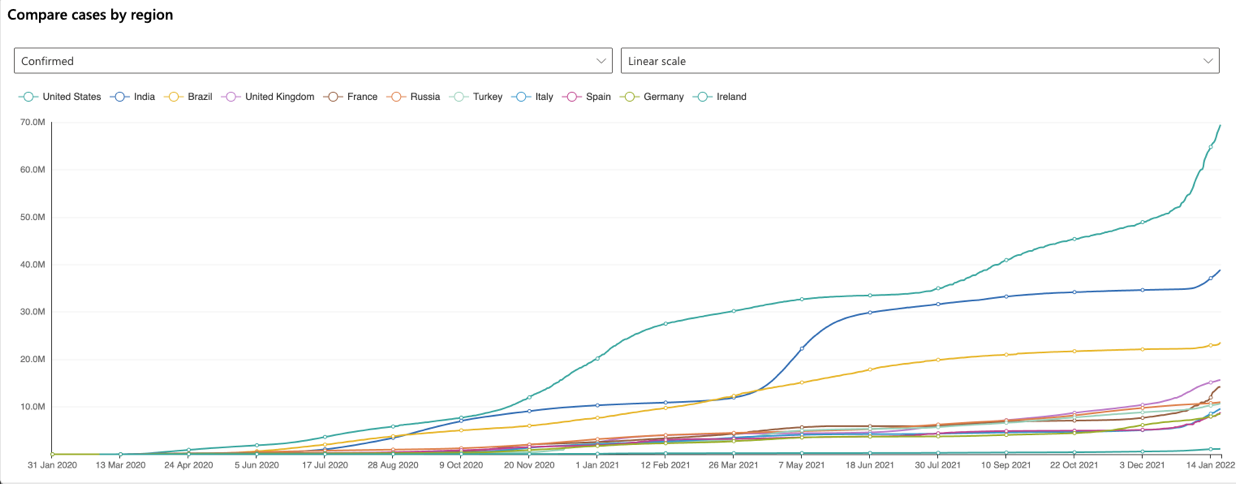 Compare cases by region
Confirmed Linear scale
United States India Brazil United Kingdom France Russia Turkey Italy Spain Germany Ireland
70.0M
60.0M
50.0M
40.0M
30.0M
20.0M
10.0M
31 Jan 2020 13 Mar 2020 24 Apr 2020 5 Jun 2020 17 Jul 2020 28 Aug 2020 9 Oct 2020 20 Nov 2020 1 Jan 2021 12 Feb 2021 26 Mar 2021 7 May 2021 18 Jun 2021 30 Jul 2021 10 Sep 2021 22 Oct 2021 3 Dec 2021 14 Jan 2022